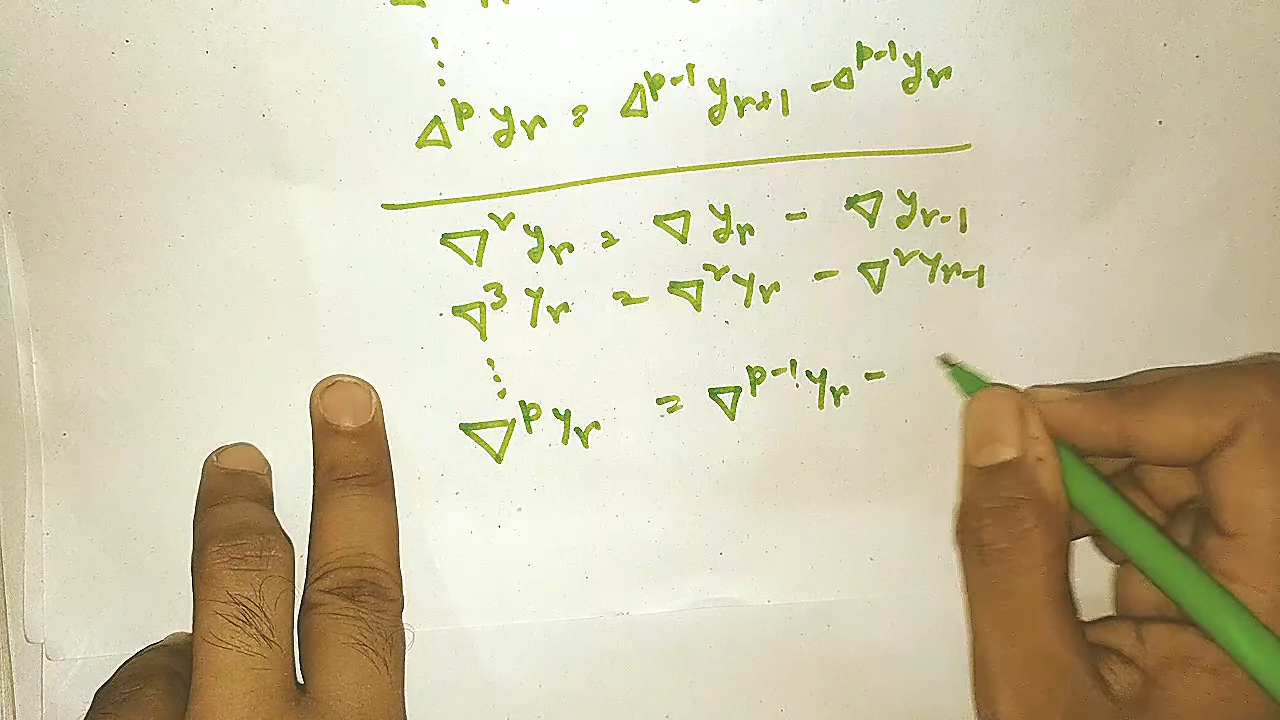 ⋮
Δ^p y_r = Δ^{p-1} y_{r+1} - Δ^{p-1} y_r
∇^2 y_r = ∇ y_r - ∇ y_{r-1}
∇^3 y_r = ∇^2 y_r - ∇^2 y_{r-1}
⋮
∇^p y_r = ∇^{p-1} y_r -